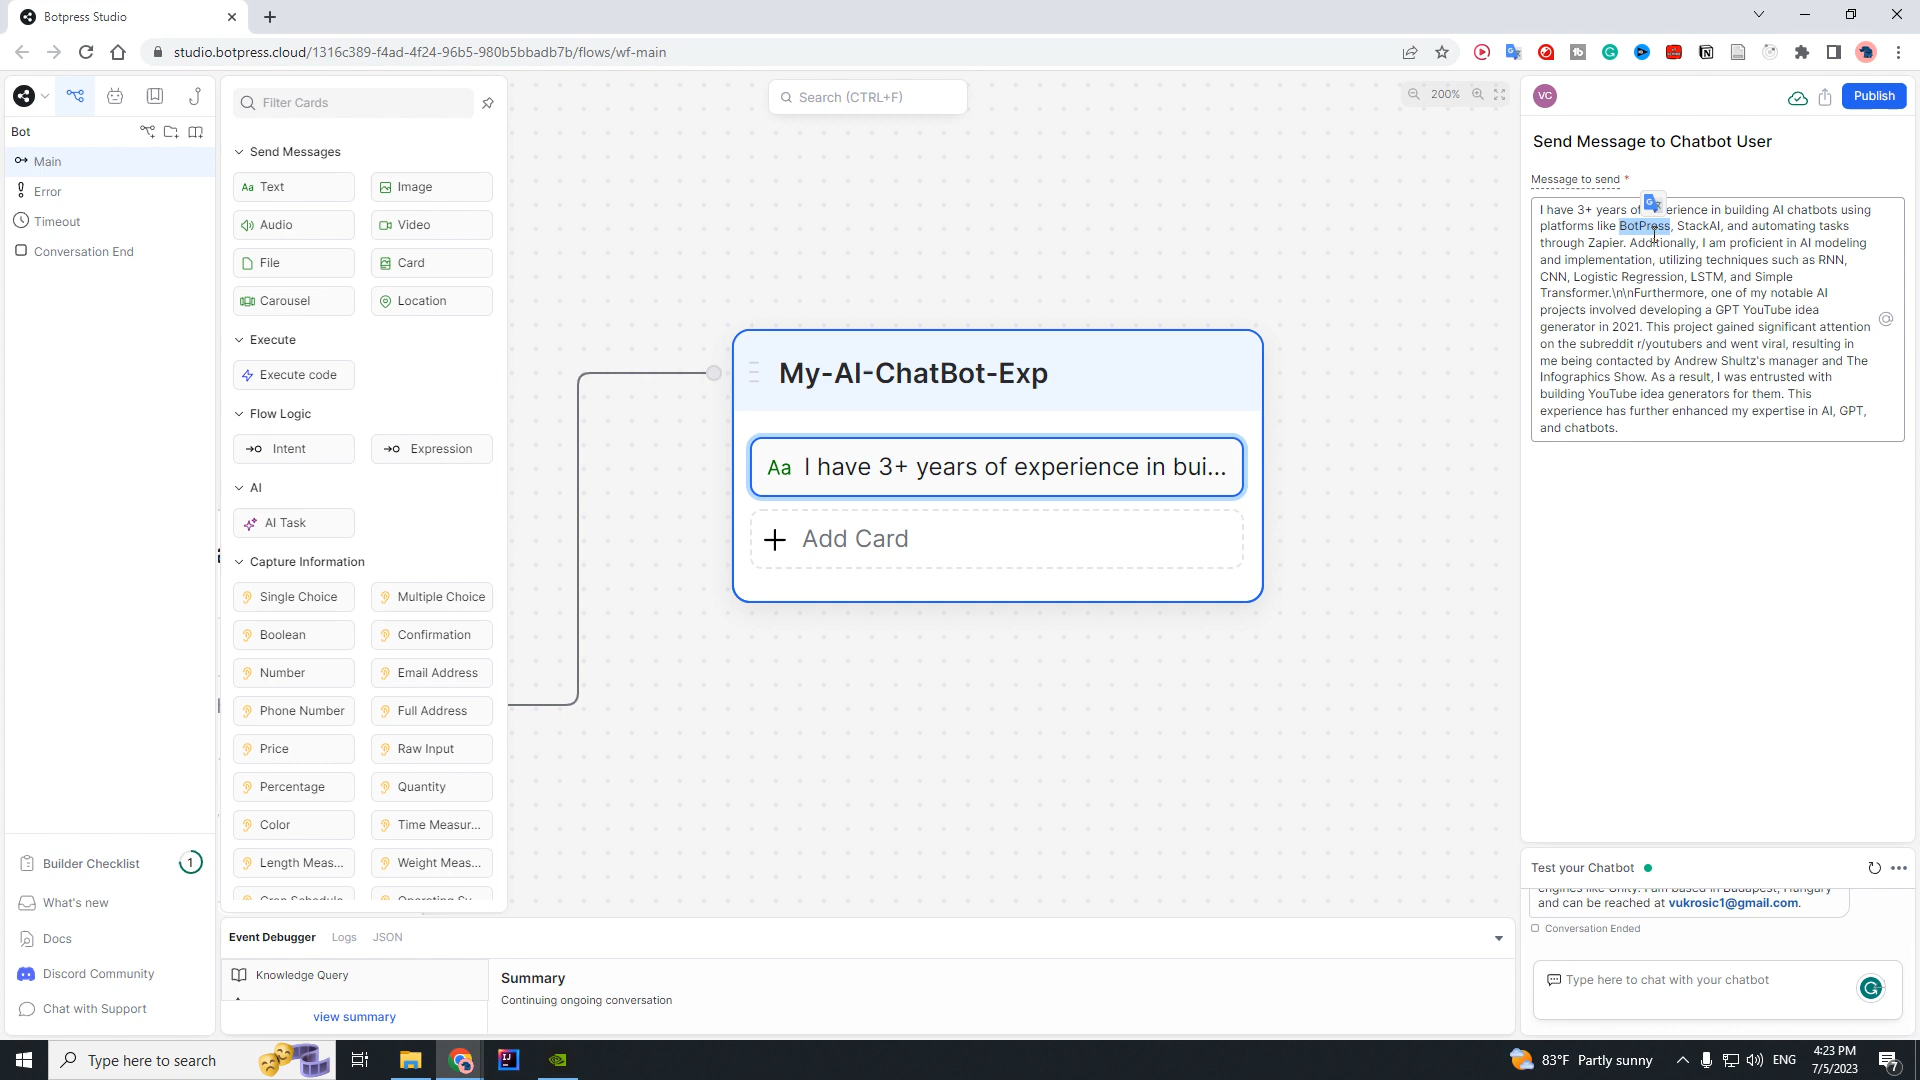 Botpress Studio
studio.botpress.cloud/1316c389-f4ad-4f24-96b5-980b5bbadb7b/flows/wf-main
Bot
Main
Error
Timeout
Conversation End
Builder Checklist
1
What's new
Docs
Discord Community
Chat with Support
Filter Cards
Send Messages
Aa Text
Image
Audio
Video
File
Card
Carousel
Location
Execute
Execute code
Flow Logic
Intent
Expression
AI
AI Task
Capture Information
Single Choice
Multiple Choice
Boolean
Confirmation
Number
Email Address
Phone Number
Full Address
Price
Raw Input
Percentage
Quantity
Color
Time Measur...
Length Meas...
Weight Meas...
Search (CTRL+F)
200%
My-AI-ChatBot-Exp
Aa I have 3+ years of experience in bui...
Add Card
Event Debugger
Logs
JSON
Knowledge Query
view summary
Summary
Continuing ongoing conversation
VC
Publish
Send Message to Chatbot User
Message to send *
I have 3+ years of erience in building AI chatbots using
platforms like BotPress, StackAI, and automating tasks
through Zapier. Additionally, I am proficient in AI modeling
and implementation, utilizing techniques such as RNN,
CNN, Logistic Regression, LSTM, and Simple
Transformer.\n\nFurthermore, one of my notable AI
projects involved developing a GPT YouTube idea
generator in 2021. This project gained significant attention
on the subreddit r/youtubers and went viral, resulting in
me being contacted by Andrew Shultz's manager and The
Infographics Show. As a result, I was entrusted with
building YouTube idea generators for them. This
experience has further enhanced my expertise in AI, GPT,
and chatbots.
Test your Chatbot
engines like Unity. I am based in Budapest, Hungary
and can be reached at vukrosic1@gmail.com.
Conversation Ended
Type here to chat with your chatbot
Type here to search
83°F Partly sunny
ENG
4:23 PM
7/5/2023
7